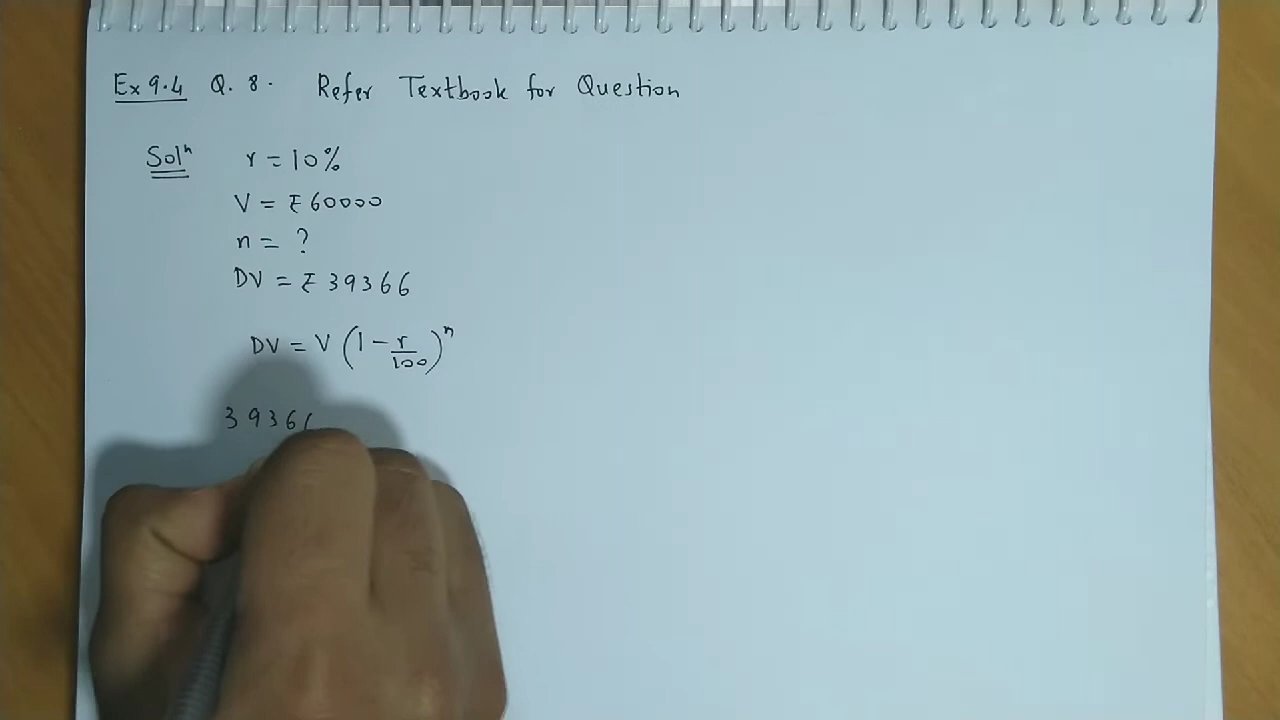 Ex 9.4 Q. 8. Refer Textbook for Question
Solⁿ r = 10%
V = ₹ 60000
n = ?
DV = ₹ 39366
DV = V (1 - r/100)ⁿ
3936